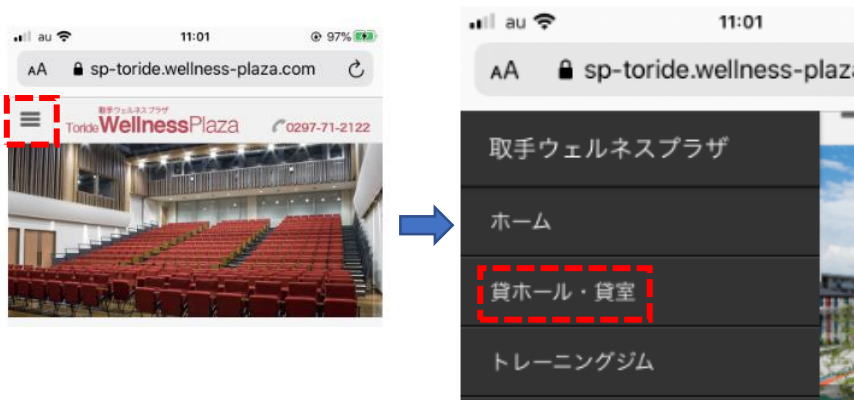 au 11:01 97%
AA sp-toride.wellness-plaza.com
取手ウェルネスプラザ
Toride WellnessPlaza 0297-71-2122
au 11:01
AA sp-toride.wellness-plaza
取手ウェルネスプラザ
ホーム
貸ホール・貸室
トレーニングジム